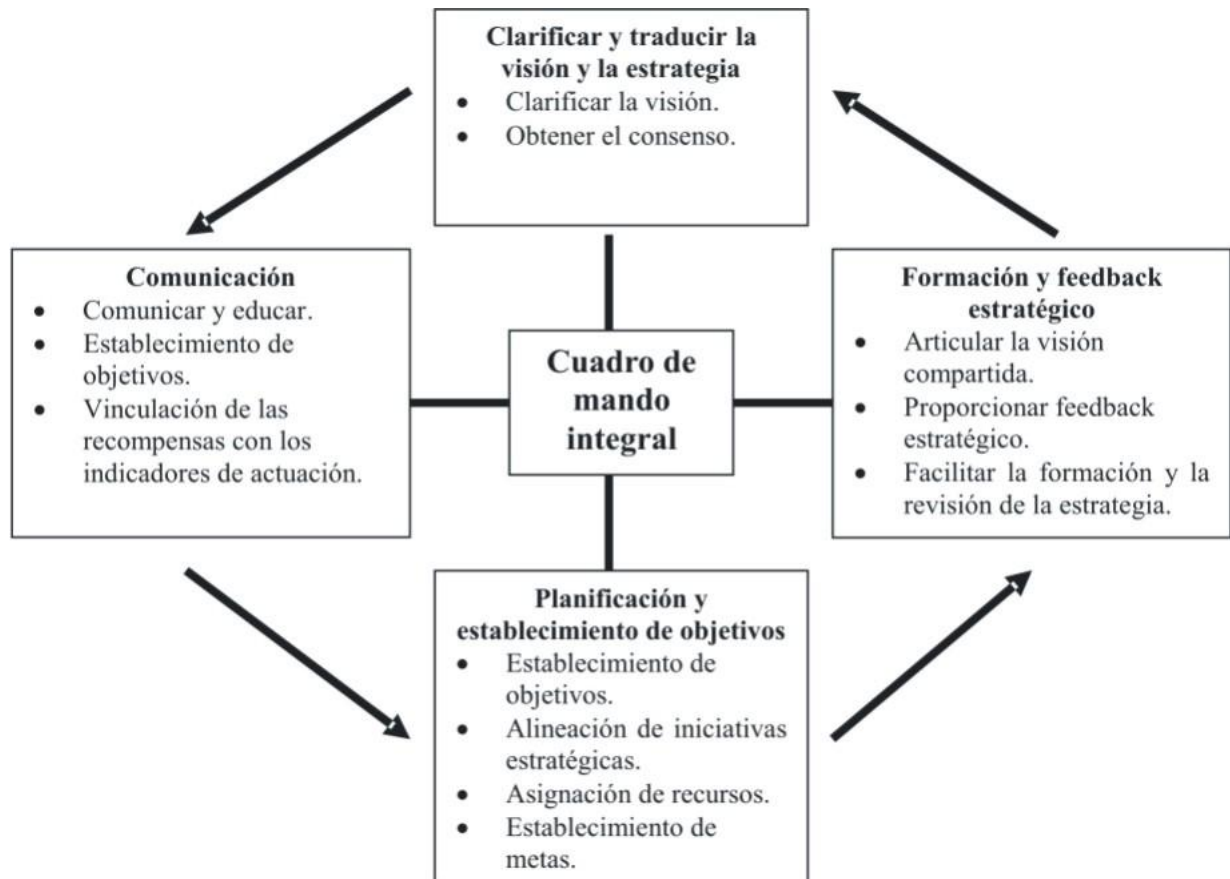 Clarificar y traducir la
visión y la estrategia
• Clarificar la visión.
• Obtener el consenso.
Comunicación
• Comunicar y educar.
• Establecimiento de
objetivos.
• Vinculación de las
recompensas con los
indicadores de actuación.
Cuadro de
mando
integral
Formación y feedback
estratégico
• Articular la visión
compartida.
• Proporcionar feedback
estratégico.
• Facilitar la formación y la
revisión de la estrategia.
Planificación y
establecimiento de objetivos
• Establecimiento de
objetivos.
• Alineación de iniciativas
estratégicas.
• Asignación de recursos.
• Establecimiento de
metas.